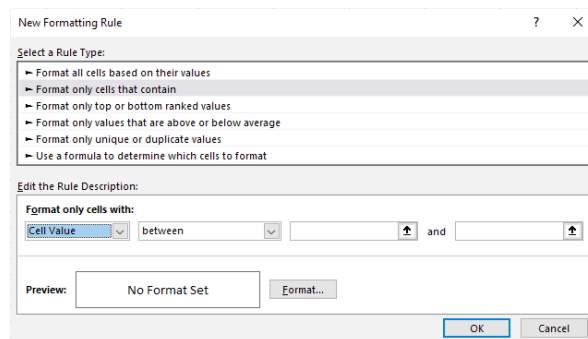 New Formatting Rule ? ×
Select a Rule Type:
► Format all cells based on their values
► Format only cells that contain
► Format only top or bottom ranked values
► Format only values that are above or below average
► Format only unique or duplicate values
► Use a formula to determine which cells to format
Edit the Rule Description:
Format only cells with:
Cell Value between and
Preview: No Format Set Format...
OK Cancel